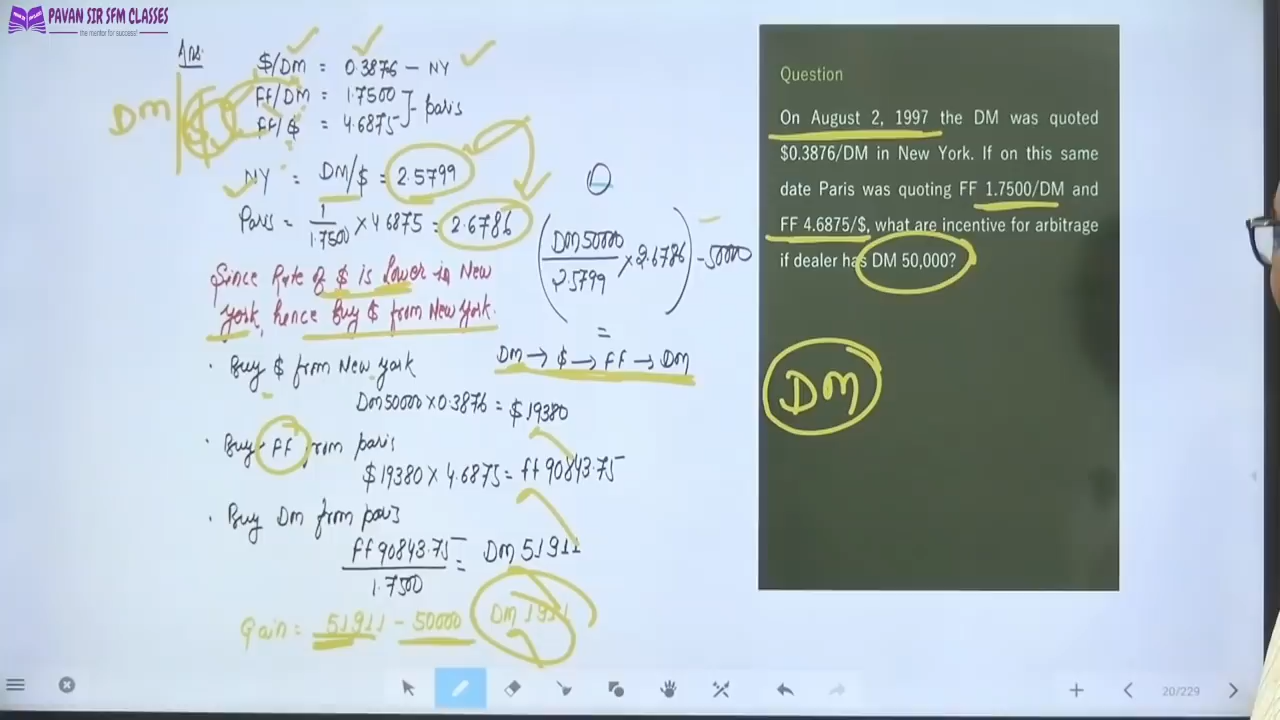 PAVAN SIR SFM CLASSES
the mentor for success!
Ans:
$/DM = 0.3876 - NY
FF/DM = 1.7500
FF/$ = 4.6875
] - paris
DM
$
NY = DM/$ = 2.5799
Paris = 1/1.7500 × 4.6875 = 2.6786
(DM 50000/2.5799 × 2.6786) - 50000
=
Since Rate of $ is lower in New
York, hence Buy $ from New York.
DM → $ → FF → DM
· Buy $ from New york
DM 50000 × 0.3876 = $ 19380
· Buy FF from paris
$ 19380 × 4.6875 = ff 90843.75
· Buy Dm from paris
ff 90843.75/1.7500 = Dm 51911
Gain = 51911 - 50000 Dm 1911
Question
On August 2, 1997 the DM was quoted
$0.3876/DM in New York. If on this same
date Paris was quoting FF 1.7500/DM and
FF 4.6875/$, what are incentive for arbitrage
if dealer has DM 50,000?
DM
20/229